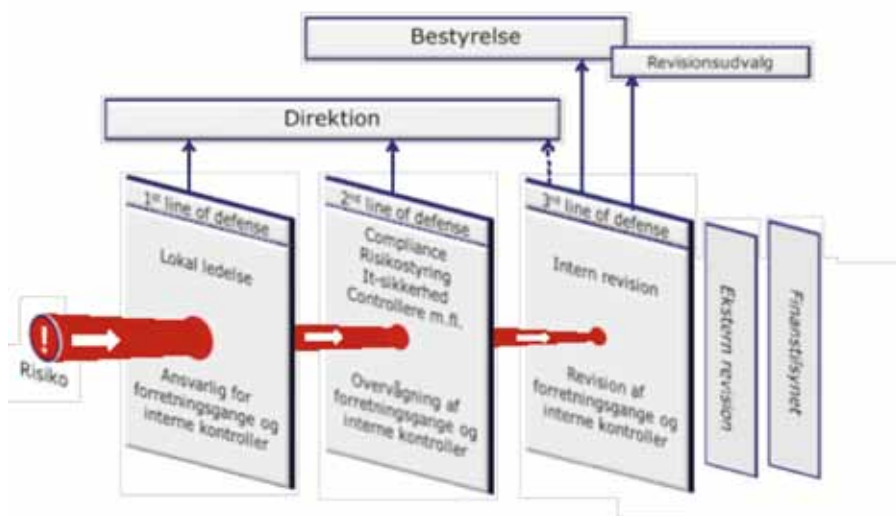 Bestyrelse
Revisionsudvalg
Direktion
1st line of defense
Lokal ledelse
Ansvarlig for
forretningsgange og
interne kontroller
2nd line of defense
Compliance
Risikostyring
It-sikkerhed
Controllere m.fl.
Overvågning af
forretningsgange og
interne kontroller
3rd line of defense
Intern revision
Revision af
forretningsgange og
interne kontroller
Ekstern revision
Finanstilsynet
!
Risiko